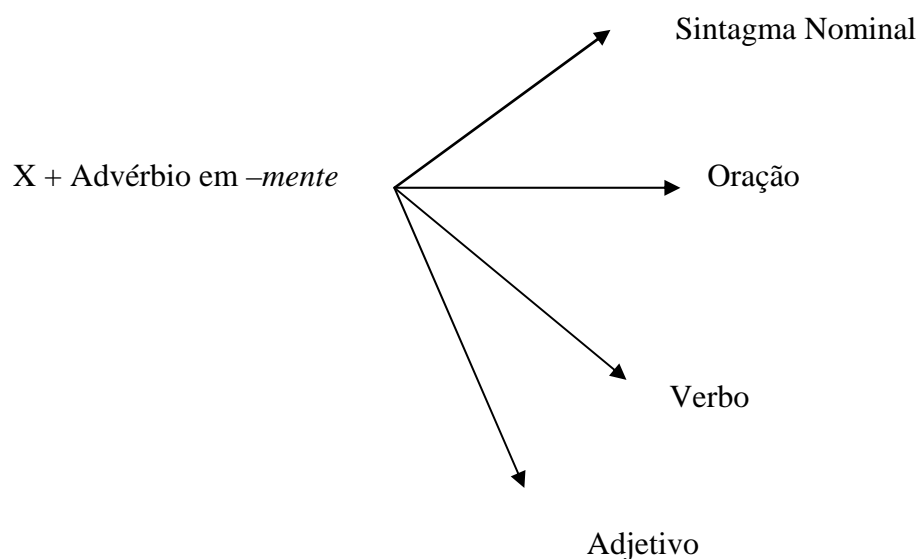 Sintagma Nominal
X + Advérbio em –mente
Oração
Verbo
Adjetivo